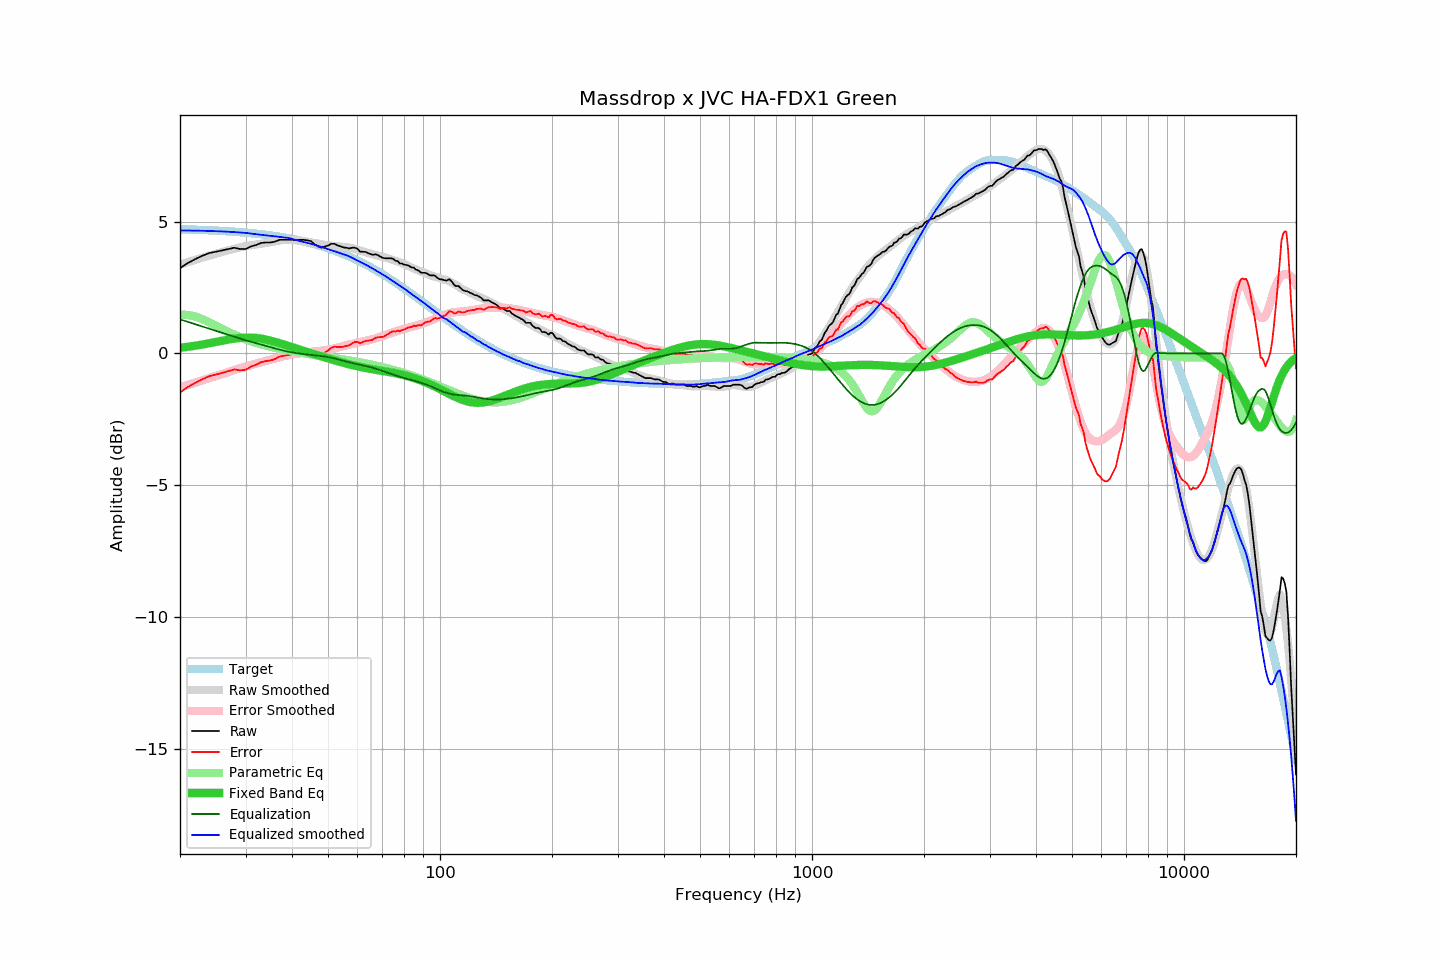 Massdrop x JVC HA-FDX1 Green
Amplitude (dBr)
5
0
−5
−10
−15
Target
Raw Smoothed
Error Smoothed
Raw
Error
Parametric Eq
Fixed Band Eq
Equalization
Equalized smoothed
100
1000
10000
Frequency (Hz)